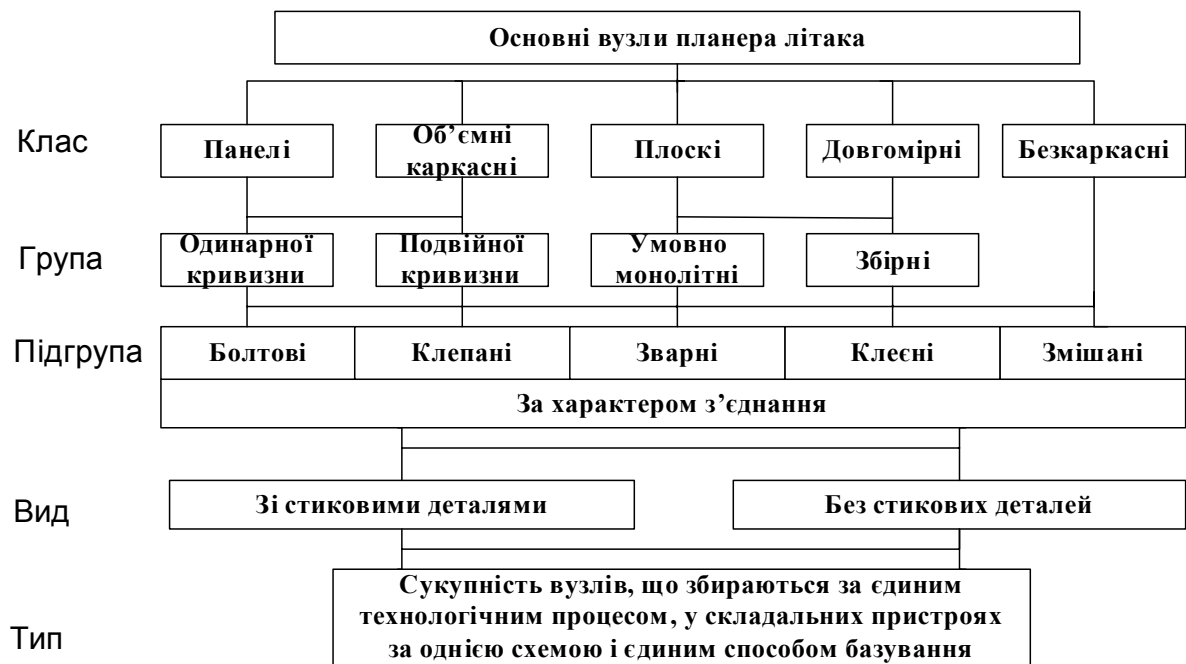 Основні вузли планера літака
Клас
Панелі
Об’ємні
каркасні
Плоскі
Довгомірні
Безкаркасні
Група
Одинарної
кривизни
Подвійної
кривизни
Умовно
монолітні
Збірні
Підгрупа
Болтові
Клепані
Зварні
Клеєні
Змішані
За характером з’єднання
Вид
Зі стиковими деталями
Без стикових деталей
Тип
Сукупність вузлів, що збираються за єдиним
технологічним процесом, у складальних пристроях
за однією схемою і єдиним способом базування